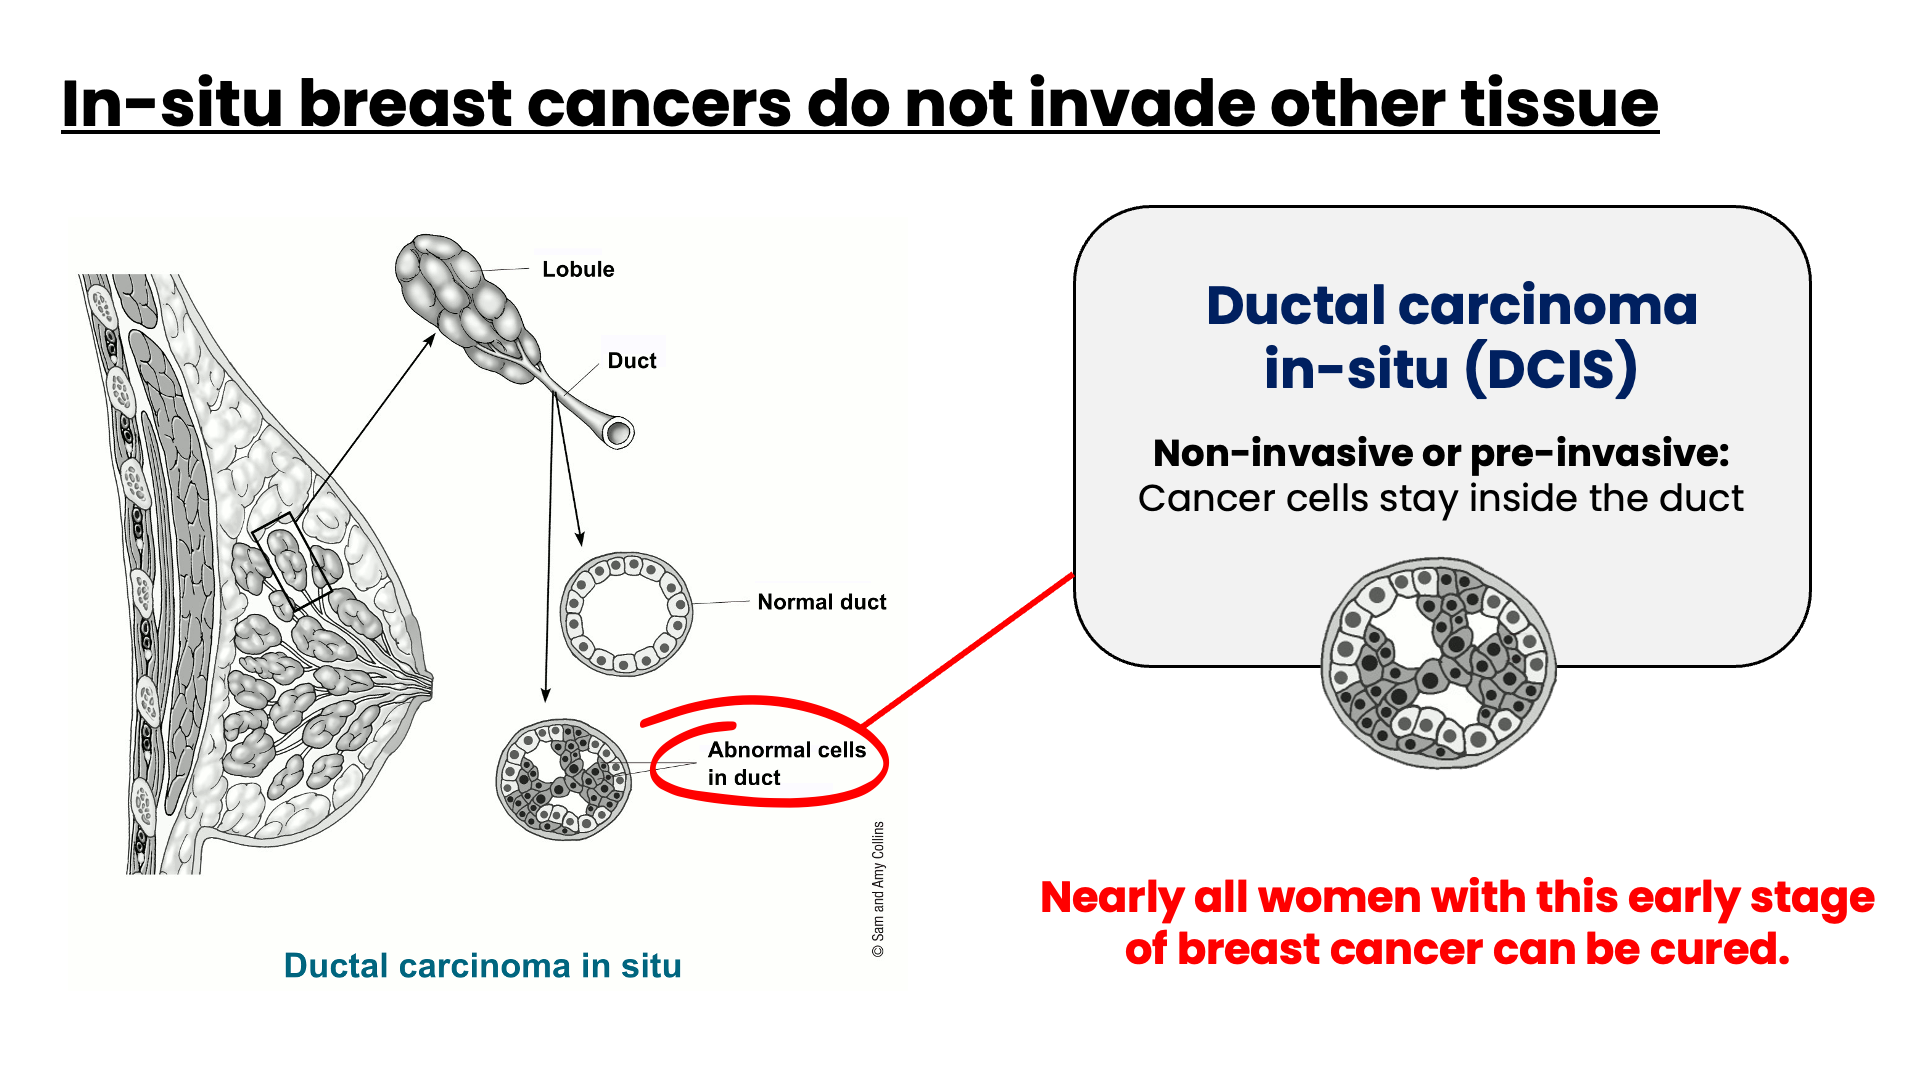 In-situ breast cancers do not invade other tissue
Lobule
Duct
Normal duct
Abnormal cells
in duct
© Sam and Amy Collins
Ductal carcinoma in situ
Ductal carcinoma
in-situ (DCIS)
Non-invasive or pre-invasive:
Cancer cells stay inside the duct
Nearly all women with this early stage
of breast cancer can be cured.